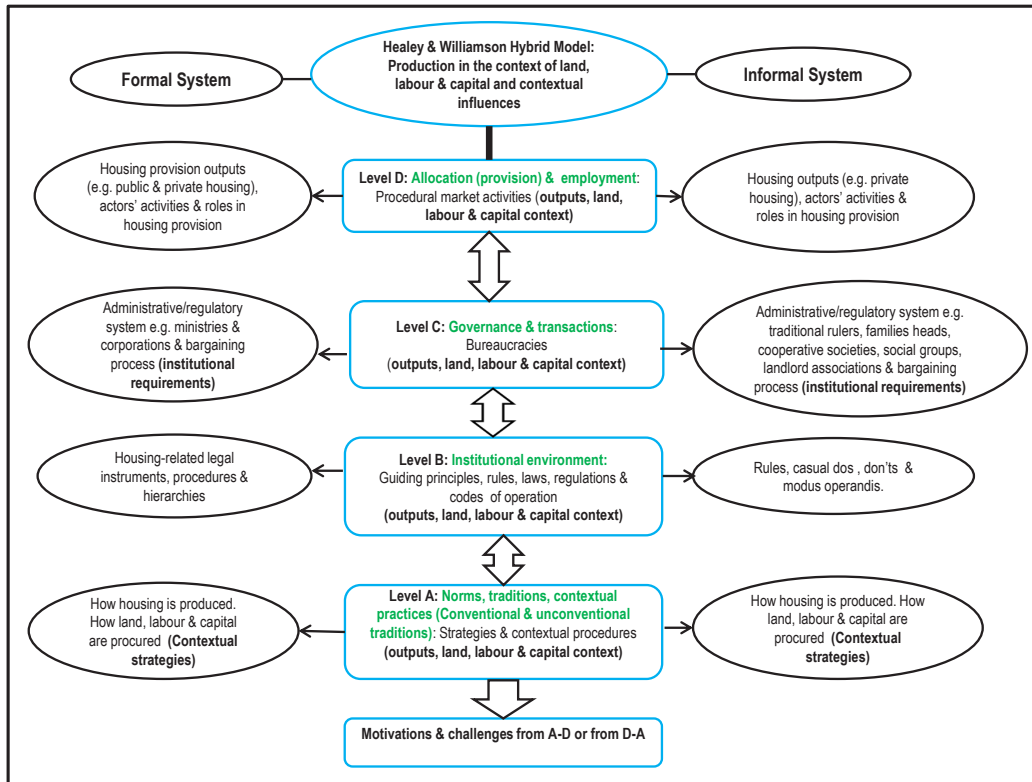 Healey & Williamson Hybrid Model:
Production in the context of land,
labour & capital and contextual
influences
Formal System
Informal System
Housing provision outputs
(e.g. public & private housing),
actors' activities & roles in
housing provision
Level D: Allocation (provision) & employment:
Procedural market activities (outputs, land,
labour & capital context)
Housing outputs (e.g. private
housing), actors' activities &
roles in housing provision
Administrative/regulatory
system e.g. ministries &
corporations & bargaining
process (institutional
requirements)
Level C: Governance & transactions:
Bureaucracies
(outputs, land, labour & capital context)
Administrative/regulatory system e.g.
traditional rulers, families heads,
cooperative societies, social groups,
landlord associations & bargaining
process (institutional requirements)
Housing-related legal
instruments, procedures &
hierarchies
Level B: Institutional environment:
Guiding principles, rules, laws, regulations &
codes of operation
(outputs, land, labour & capital context)
Rules, casual dos , don'ts &
modus operandis.
How housing is produced.
How land, labour & capital
are procured (Contextual
strategies)
Level A: Norms, traditions, contextual
practices (Conventional & unconventional
traditions): Strategies & contextual procedures
(outputs, land, labour & capital context)
How housing is produced. How
land, labour & capital are
procured (Contextual
strategies)
Motivations & challenges from A-D or from D-A